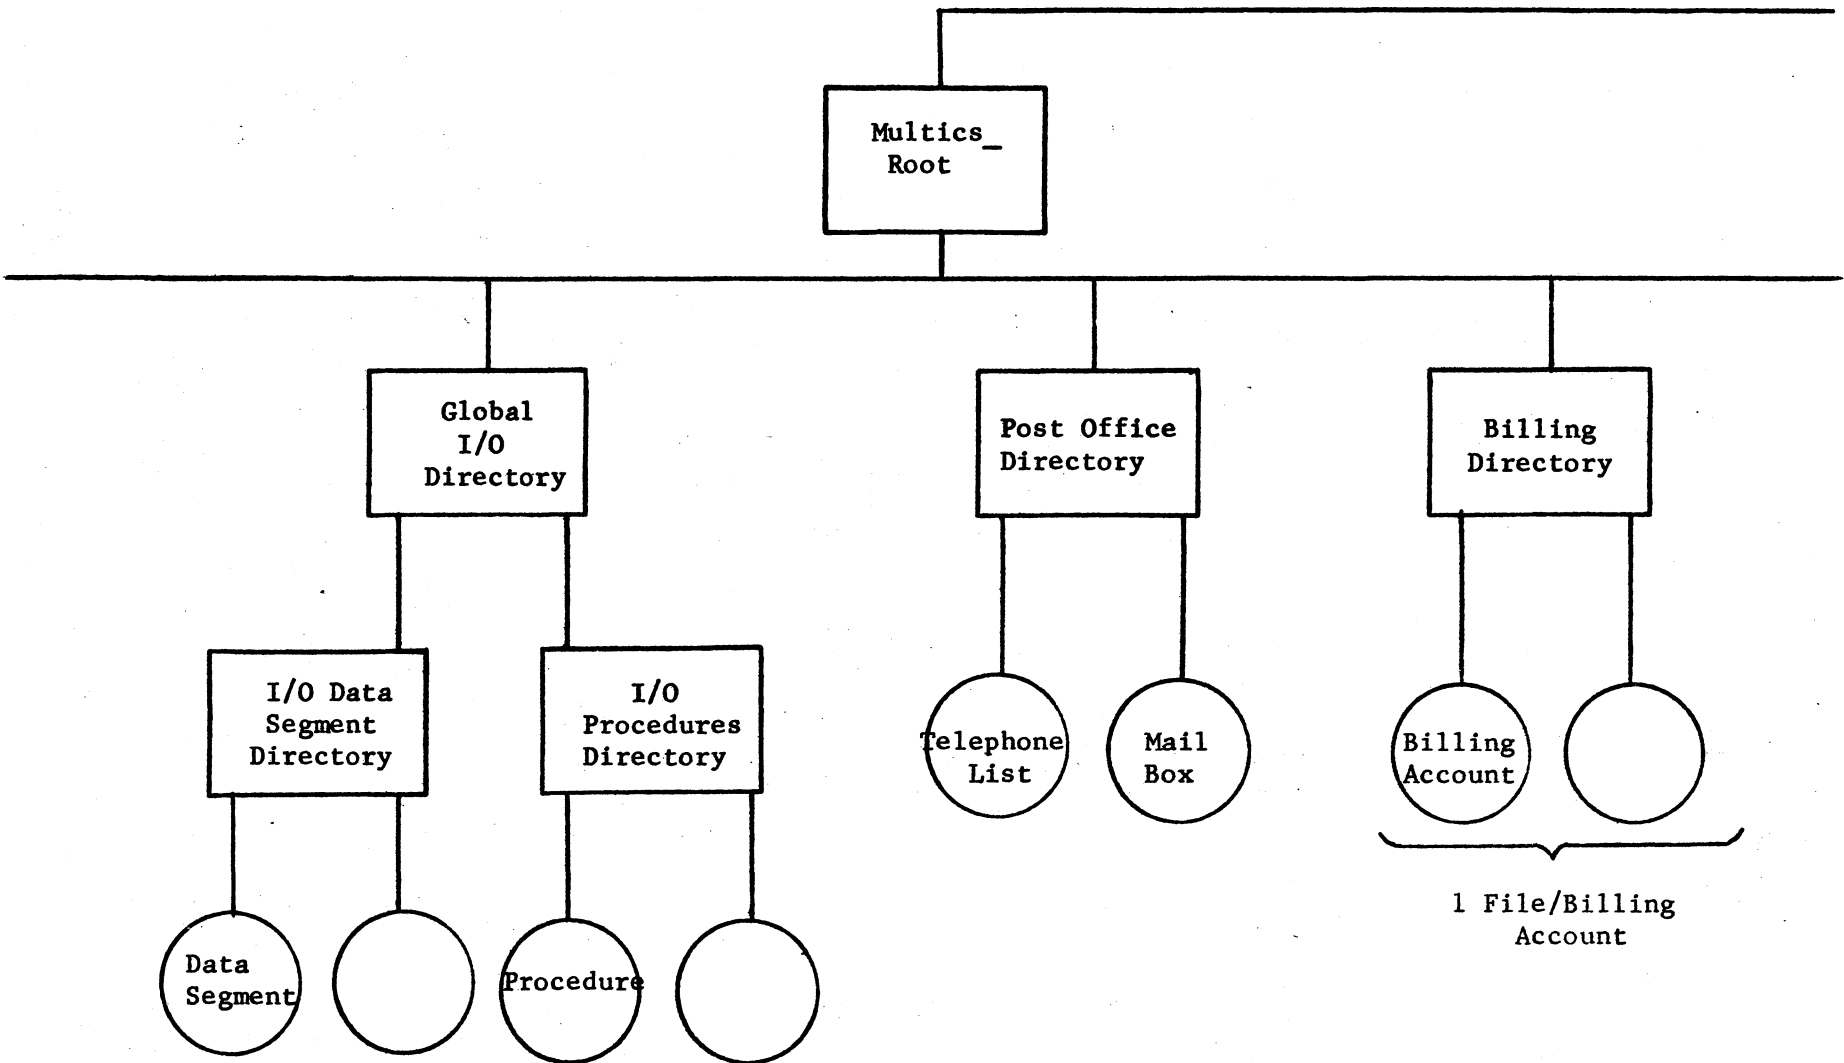 Multics_
Root
Global
I/O
Directory
Post Office
Directory
Billing
Directory
I/O Data
Segment
Directory
I/O
Procedures
Directory
Telephone
List
Mail
Box
Billing
Account
1 File/Billing
Account
Data
Segment
Procedure